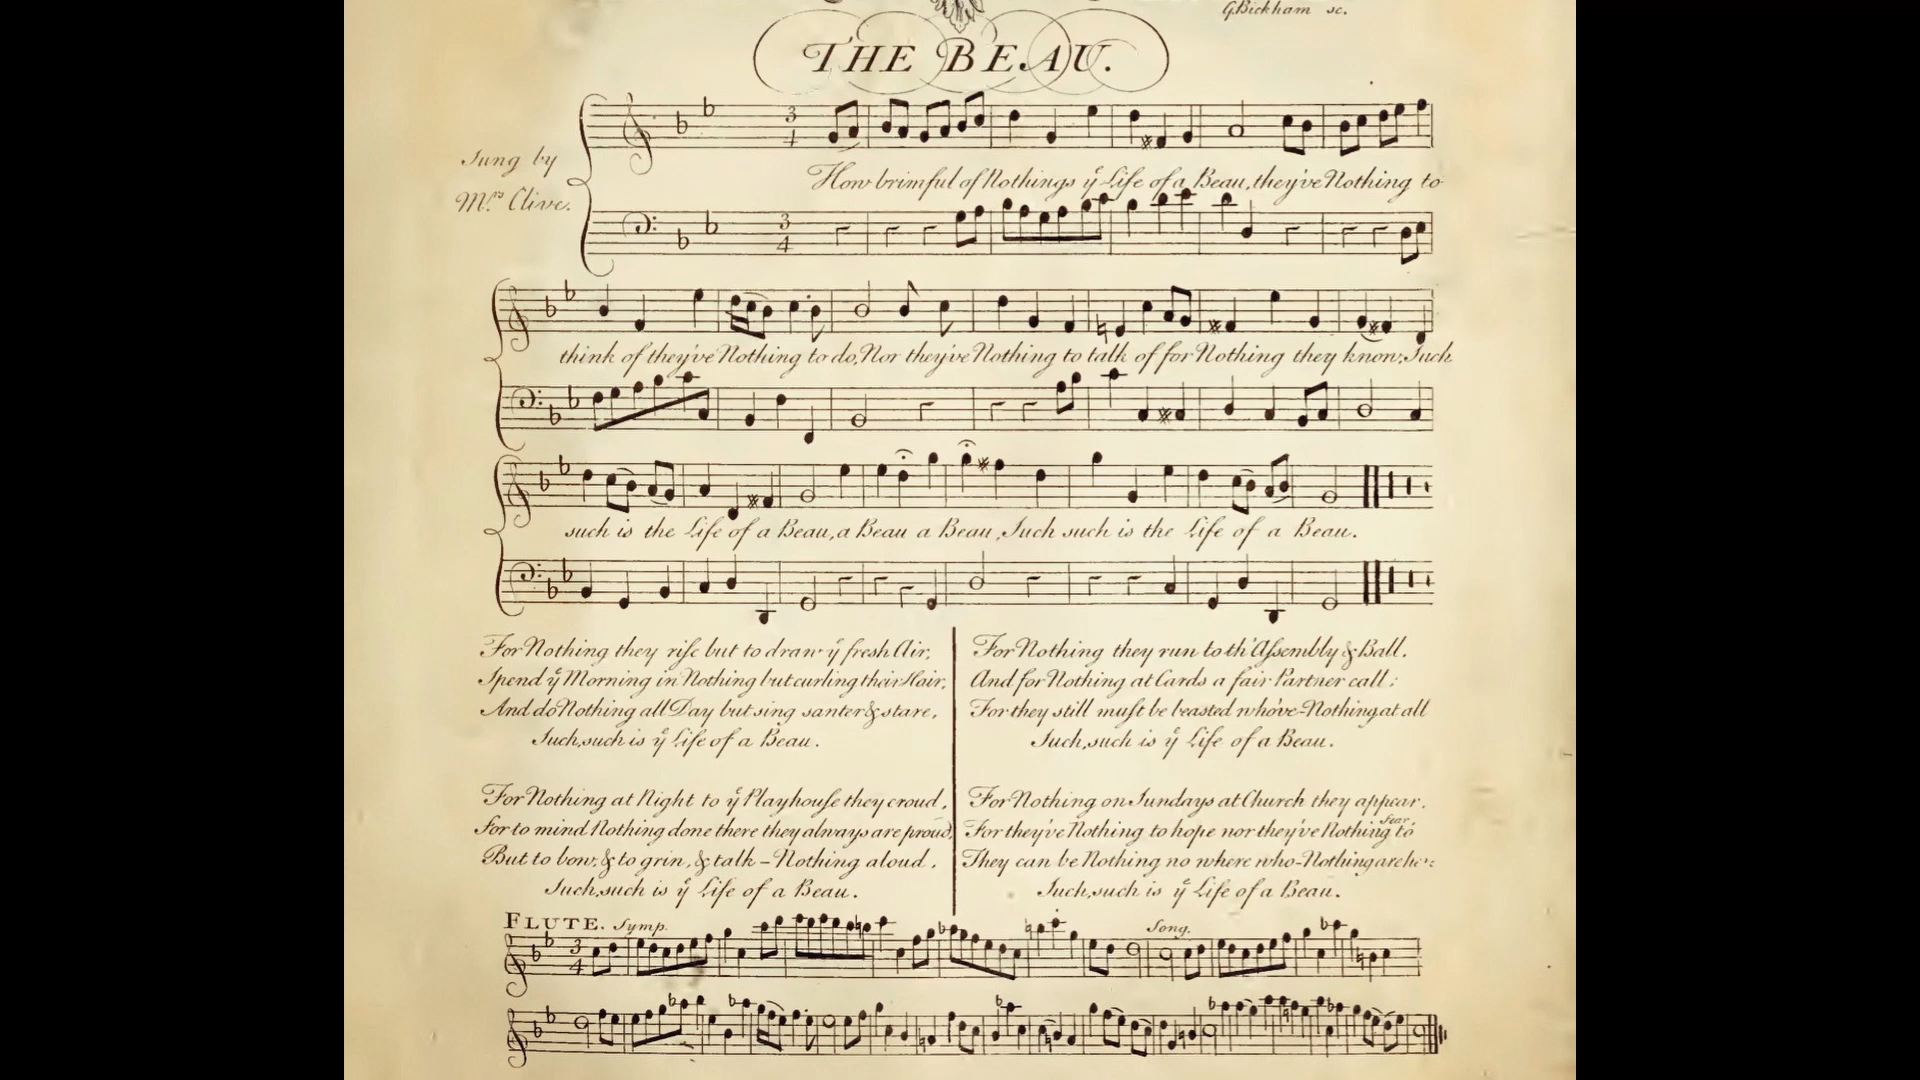 G.Bickham sc.
THE BEAU.
3
4
Sung by
Mrs. Clive.
How brimful of Nothings ye Life of a Beau, they've Nothing to
3
4
think of they've Nothing to do, Nor they've Nothing to talk of for Nothing they know; Such
such is the Life of a Beau, a Beau a Beau, Such such is the Life of a Beau.
For Nothing they rise but to draw ye fresh Air,
Spend ye Morning in Nothing but curling their Hair,
And do Nothing all Day but sing santer & stare,
Such, such is ye Life of a Beau.
For Nothing at Night to ye Playhouse they croud,
For to mind Nothing done there they always are proud,
But to bow, & to grin, & talk – Nothing aloud,
Such, such is ye Life of a Beau.
For Nothing they run to th' Assembly & Ball,
And for Nothing at Cards a fair Partner call;
For they still must be beasted who've-Nothing at all
Such, such is ye Life of a Beau.
For Nothing on Sundays at Church they appear,
For they've Nothing to hope nor they've Nothing to fear
They can be Nothing no where who-Nothing are
Such, such is ye Life of a Beau.
FLUTE. Symp. Song.
3
4